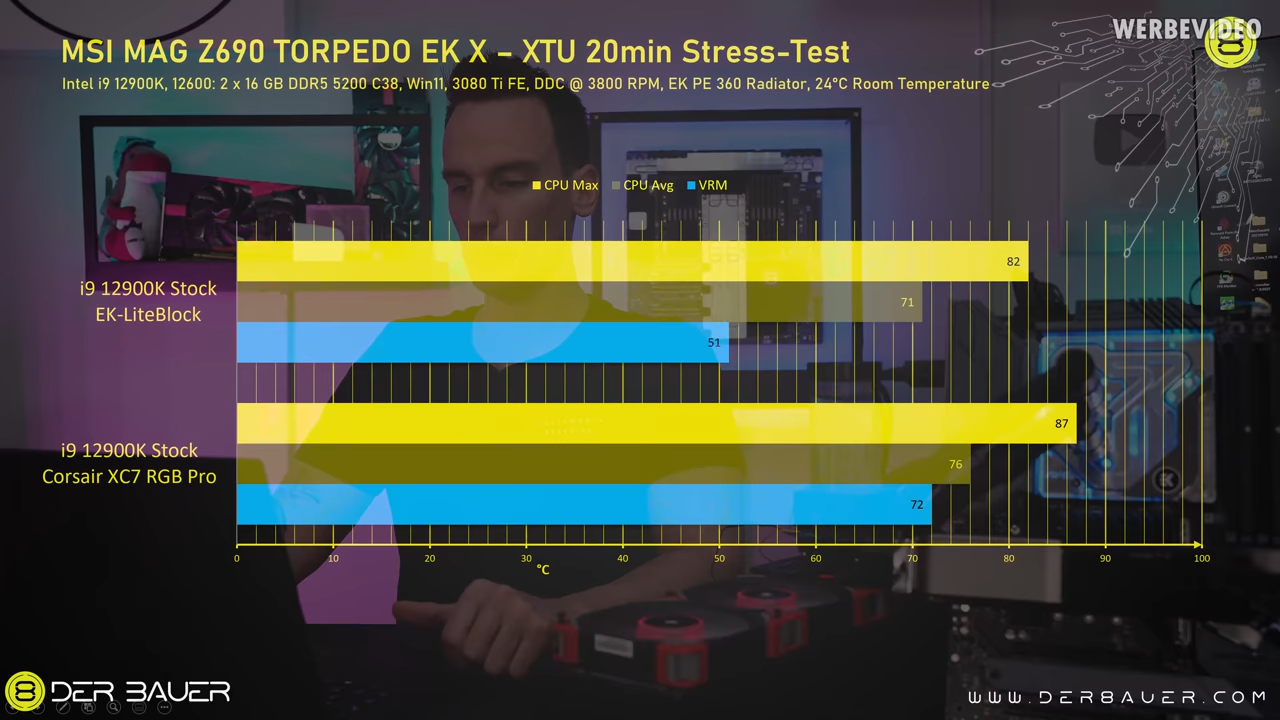 WERBEVIDEO
MSI MAG Z690 TORPEDO EK X – XTU 20min Stress-Test
Intel i9 12900K, 12600: 2 x 16 GB DDR5 5200 C38, Win11, 3080 Ti FE, DDC @ 3800 RPM, EK PE 360 Radiator, 24°C Room Temperature
CPU Max CPU Avg VRM
82
i9 12900K Stock
EK-LiteBlock
71
51
87
i9 12900K Stock
Corsair XC7 RGB Pro
76
72
0 10 20 30 40 50 60 70 80 90 100
°C
8 DER 8AUER
WWW.DER8AUER.COM